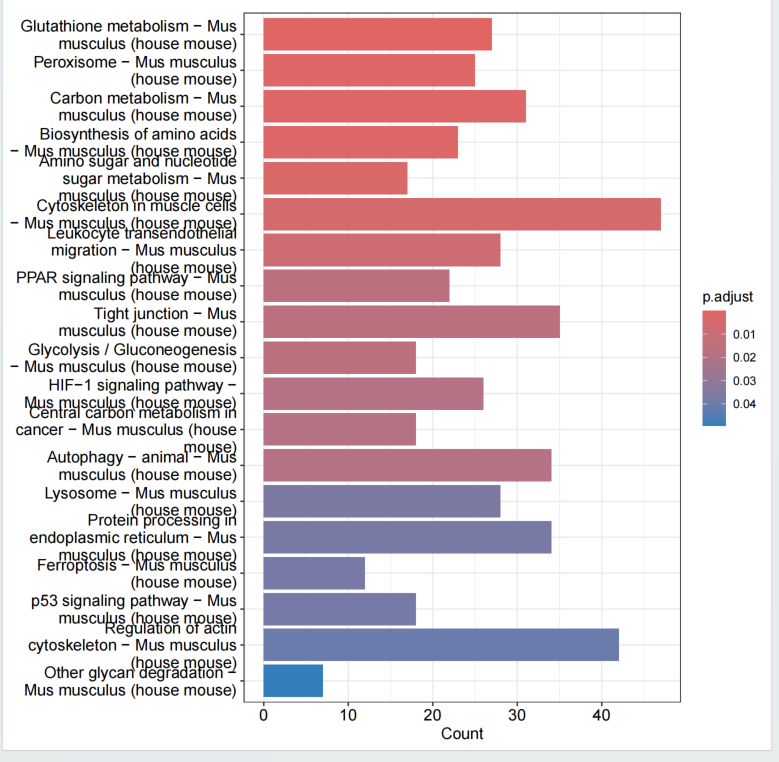 Glutathione metabolism − Mus
musculus (house mouse)
Peroxisome − Mus musculus
(house mouse)
Carbon metabolism − Mus
musculus (house mouse)
Biosynthesis of amino acids
− Mus musculus (house mouse)
Amino sugar and nucleotide
sugar metabolism − Mus
musculus (house mouse)
Cytoskeleton in muscle cells
− Mus musculus (house mouse)
Leukocyte transendothelial
migration − Mus musculus
(house mouse)
PPAR signaling pathway − Mus
musculus (house mouse)
Tight junction − Mus
musculus (house mouse)
Glycolysis / Gluconeogenesis
− Mus musculus (house mouse)
HIF−1 signaling pathway −
Mus musculus (house mouse)
Central carbon metabolism in
cancer − Mus musculus (house
mouse)
Autophagy − animal − Mus
musculus (house mouse)
Lysosome − Mus musculus
(house mouse)
Protein processing in
endoplasmic reticulum − Mus
musculus (house mouse)
Ferroptosis − Mus musculus
(house mouse)
p53 signaling pathway − Mus
musculus (house mouse)
Regulation of actin
cytoskeleton − Mus musculus
(house mouse)
Other glycan degradation −
Mus musculus (house mouse)
0 10 20 30 40
Count
p.adjust
0.01
0.02
0.03
0.04